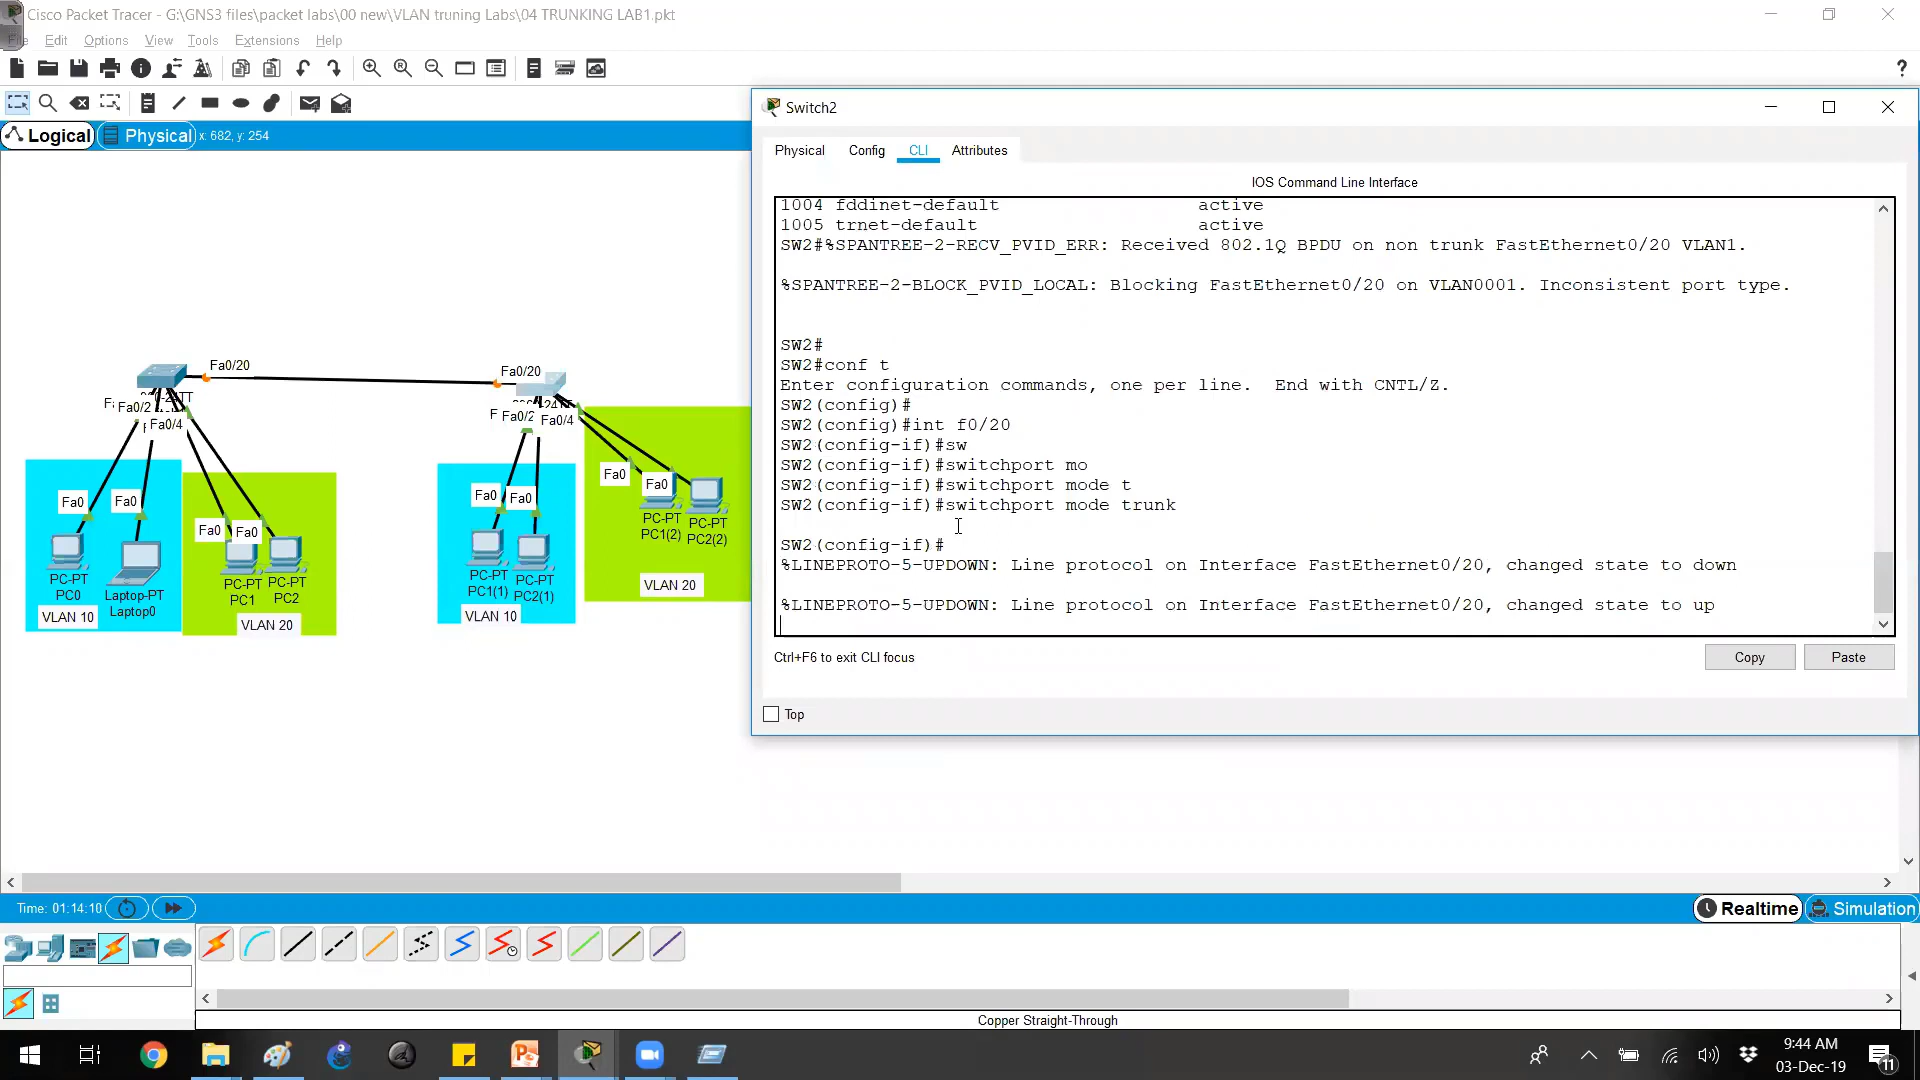 Cisco Packet Tracer - G:\GNS3 files\packet labs\00 new\VLAN truning Labs\04 TRUNKING LAB1.pkt
Edit Options View Tools Extensions Help
?
Logical Physical x: 682, y: 254
Switch2
Physical Config CLI Attributes
IOS Command Line Interface
1004 fddinet-default active
1005 trnet-default active
SW2#%SPANTREE-2-RECV_PVID_ERR: Received 802.1Q BPDU on non trunk FastEthernet0/20 VLAN1.
%SPANTREE-2-BLOCK_PVID_LOCAL: Blocking FastEthernet0/20 on VLAN0001. Inconsistent port type.
SW2#
SW2#conf t
Enter configuration commands, one per line. End with CNTL/Z.
SW2(config)#
SW2(config)#int f0/20
SW2(config-if)#sw
SW2(config-if)#switchport mo
SW2(config-if)#switchport mode t
SW2(config-if)#switchport mode trunk
SW2(config-if)#
%LINEPROTO-5-UPDOWN: Line protocol on Interface FastEthernet0/20, changed state to down
%LINEPROTO-5-UPDOWN: Line protocol on Interface FastEthernet0/20, changed state to up
Ctrl+F6 to exit CLI focus
Copy Paste
Top
Fa0/20
Fa0/20
Fa0/2
Fa0/4
Fa0/2
Fa0/4
Fa0
Fa0
Fa0
Fa0
Fa0
Fa0
Fa0
Fa0
PC-PT
PC0
Laptop-PT
Laptop0
VLAN 10
PC-PT
PC1
PC-PT
PC2
VLAN 20
PC-PT
PC1(1)
PC-PT
PC2(1)
VLAN 10
PC-PT
PC1(2)
PC-PT
PC2(2)
VLAN 20
Time: 01:14:10
Realtime Simulation
Copper Straight-Through
9:44 AM
03-Dec-19
11